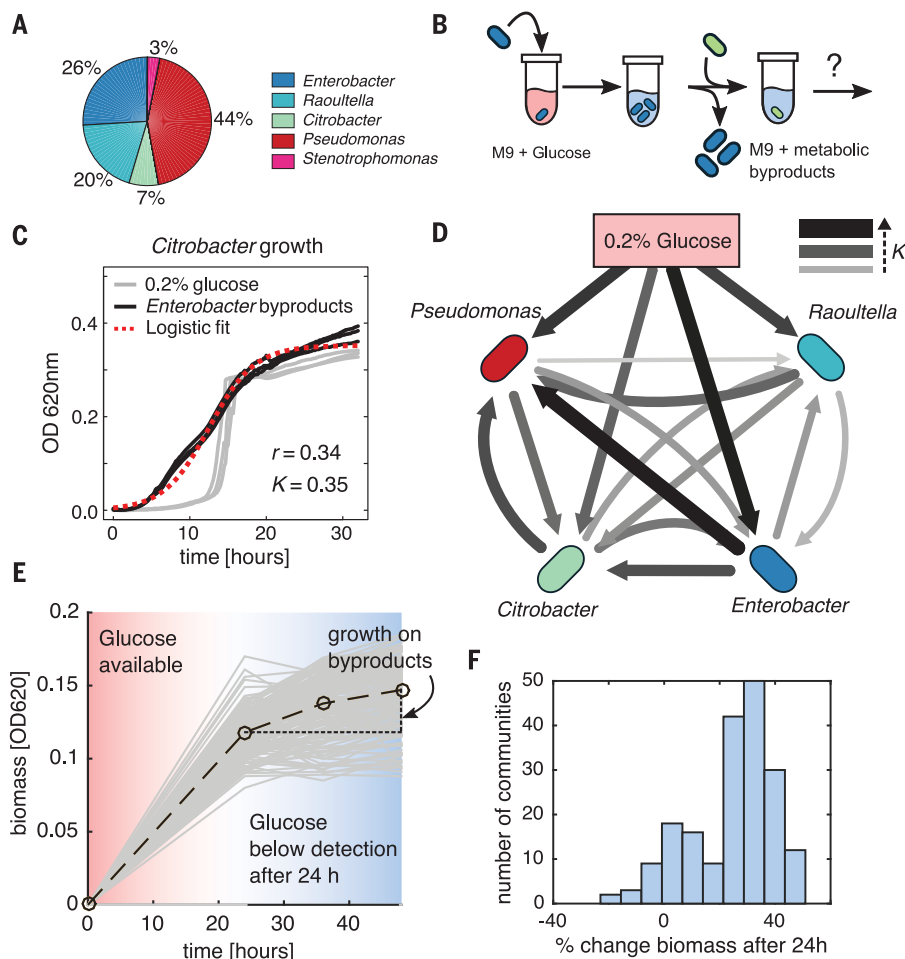 A
3%
26%
44%
20%
7%
Enterobacter
Raoultella
Citrobacter
Pseudomonas
Stenotrophomonas
B
?
M9 + Glucose
M9 + metabolic
byproducts
C
Citrobacter growth
0.2% glucose
Enterobacter byproducts
Logistic fit
0.4
0.2
0.0
OD 620nm
r = 0.34
K = 0.35
0
10
20
30
time [hours]
D
0.2% Glucose
K
Pseudomonas
Raoultella
Citrobacter
Enterobacter
E
0.2
0.15
0.1
0.05
0
biomass [OD620]
Glucose
available
growth on
byproducts
Glucose
below detection
after 24 h
0
10
20
30
40
time [hours]
F
50
40
30
20
10
0
number of communities
-40
0
40
% change biomass after 24h